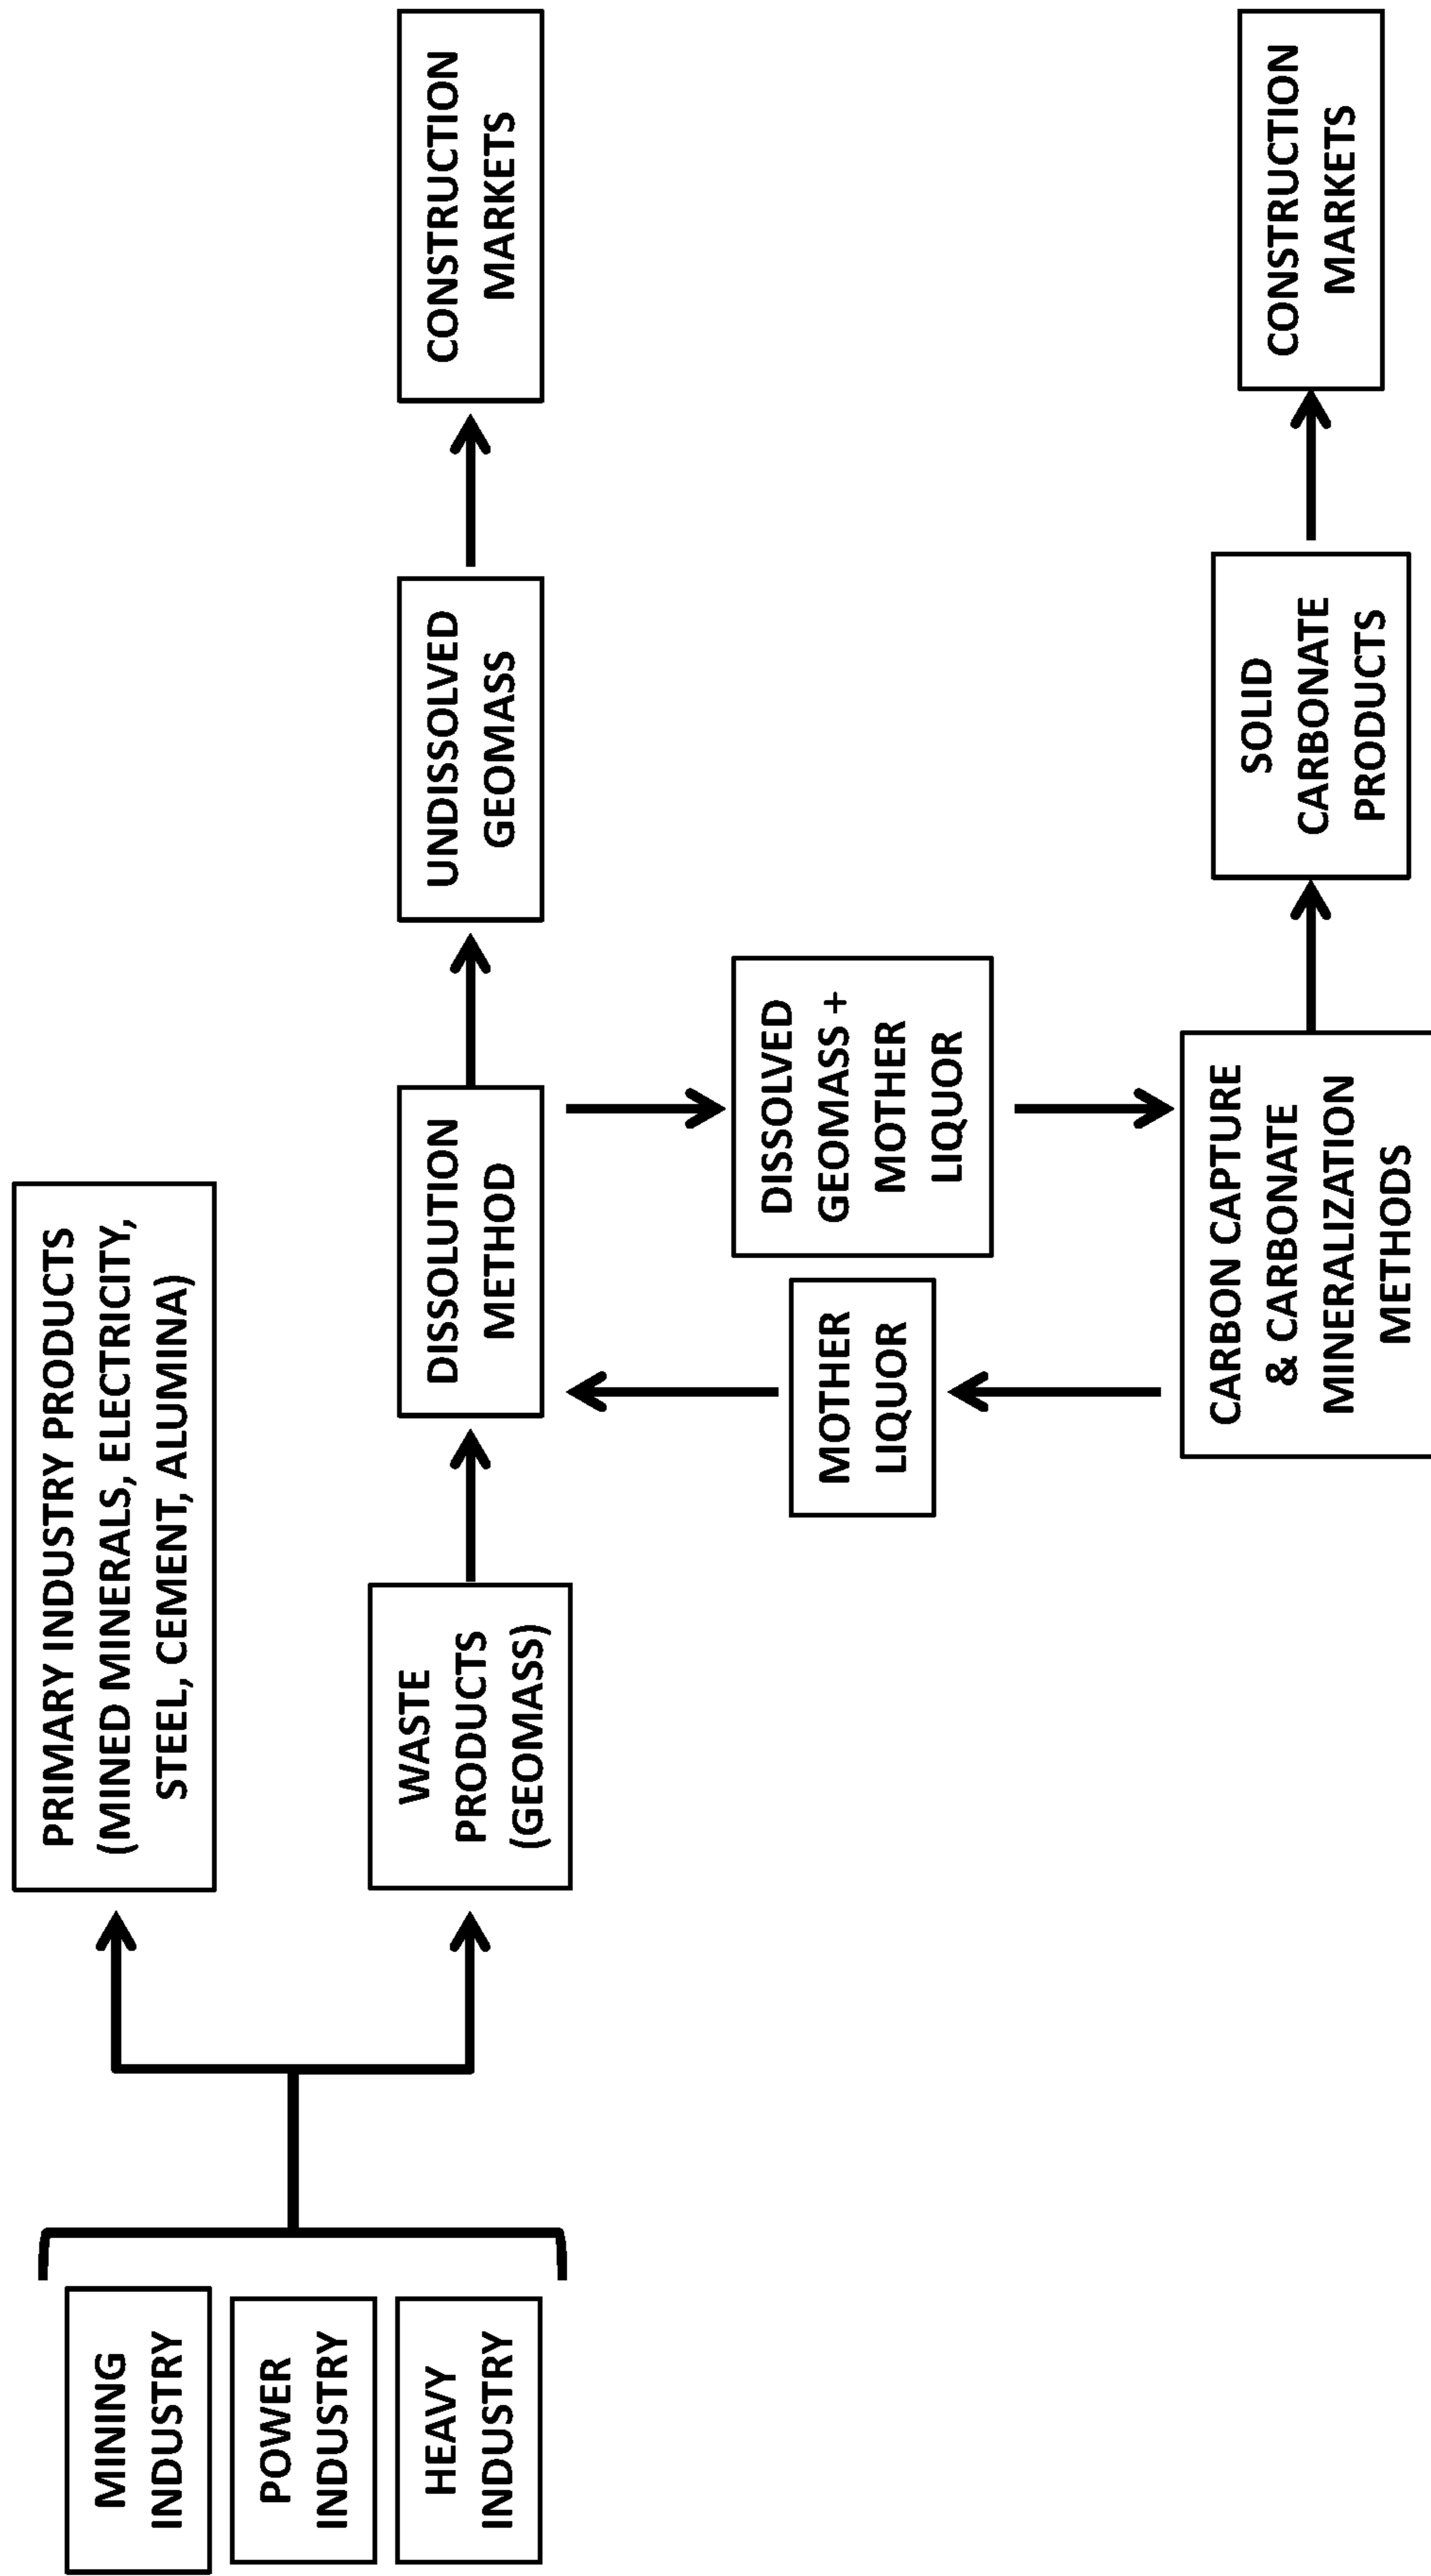 MINING
INDUSTRY
POWER
INDUSTRY
HEAVY
INDUSTRY
PRIMARY INDUSTRY PRODUCTS
(MINED MINERALS, ELECTRICITY,
STEEL, CEMENT, ALUMINA)
WASTE
PRODUCTS
(GEOMASS)
DISSOLUTION
METHOD
UNDISSOLVED
GEOMASS
CONSTRUCTION
MARKETS
MOTHER
LIQUOR
DISSOLVED
GEOMASS +
MOTHER
LIQUOR
CARBON CAPTURE
& CARBONATE
MINERALIZATION
METHODS
SOLID
CARBONATE
PRODUCTS
CONSTRUCTION
MARKETS